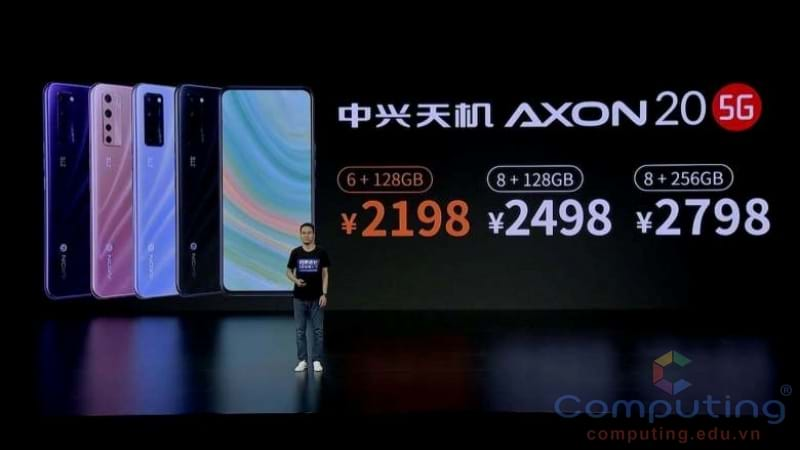 中兴天机 AXON 20 5G
6 + 128GB
8 + 128GB
8 + 256GB
¥2198
¥2498
¥2798
Computing®
computing.edu.vn